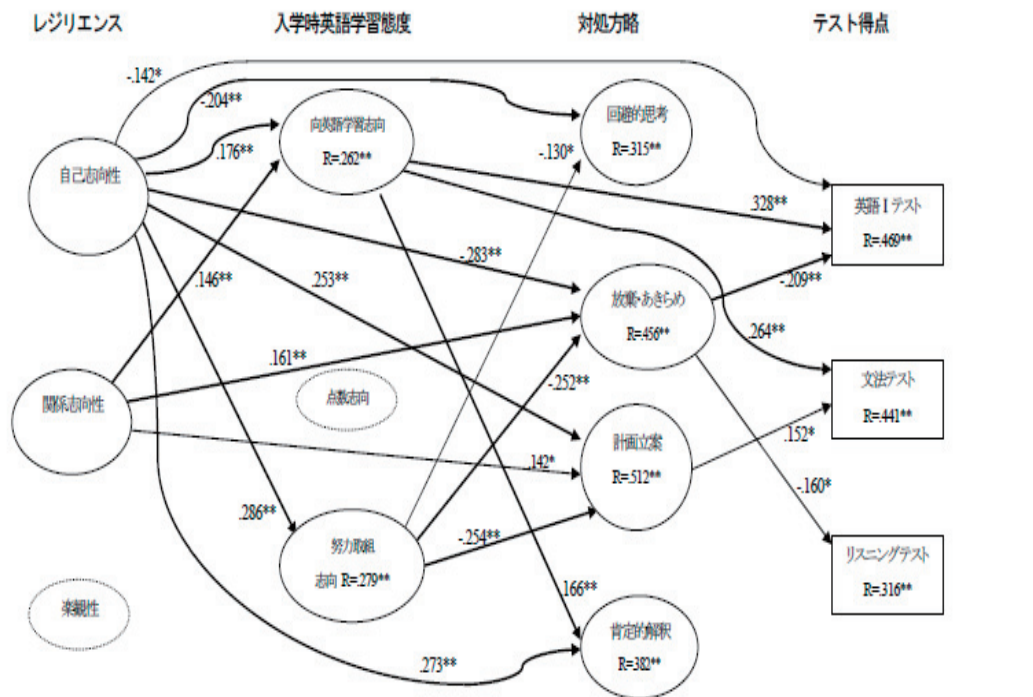 レジリエンス 入学時英語学習態度 対処方略 テスト得点
-.142*
-.204**
.176**
向英語学習志向
R=.262**
回避的思考
R=.315**
-.130*
自己志向性
.328**
英語Ⅰテスト
R=.469**
-.283**
.146**
.253**
-.209**
放棄・あきらめ
R=.456**
.264**
.161**
-.252**
関係志向性
点数志向
文法テスト
R=.441**
計画立案
R=.512**
.152*
.142*
-.160*
.286**
-.254**
努力取組
志向 R=.279**
リスニングテスト
R=.316**
.166**
楽観性
肯定的解釈
R=.382**
.273**